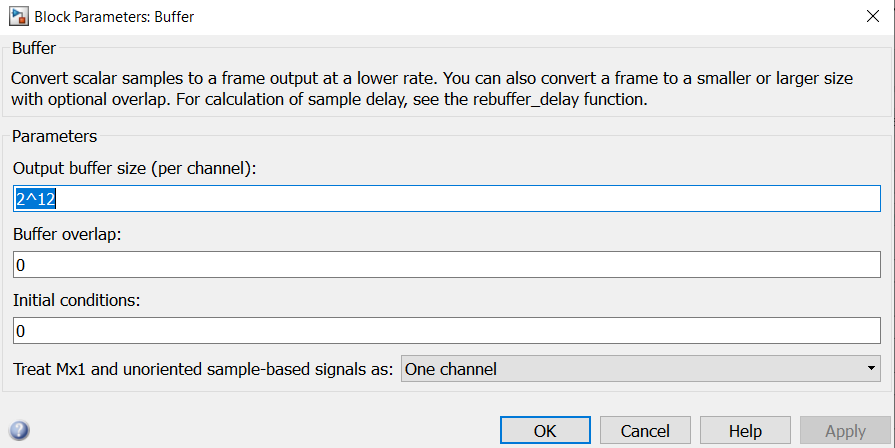 Block Parameters: Buffer
Buffer
Convert scalar samples to a frame output at a lower rate. You can also convert a frame to a smaller or larger size
with optional overlap. For calculation of sample delay, see the rebuffer_delay function.
Parameters
Output buffer size (per channel):
2^12
Buffer overlap:
0
Initial conditions:
0
Treat Mx1 and unoriented sample-based signals as: One channel
OK Cancel Help Apply